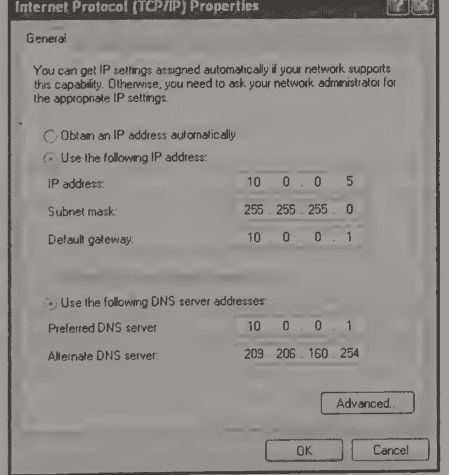 Internet Protocol (TCP/IP) Properties
General
You can get IP settings assigned automatically if your network supports
this capability. Otherwise, you need to ask your network administrator for
the appropriate IP settings.
Obtain an IP address automatically
Use the following IP address:
IP address: 10 . 0 . 0 . 5
Subnet mask: 255 . 255 . 255 . 0
Default gateway: 10 . 0 . 0 . 1
Use the following DNS server addresses:
Preferred DNS server 10 . 0 . 0 . 1
Alternate DNS server: 209 . 206 . 160 . 254
Advanced..
OK Cancel